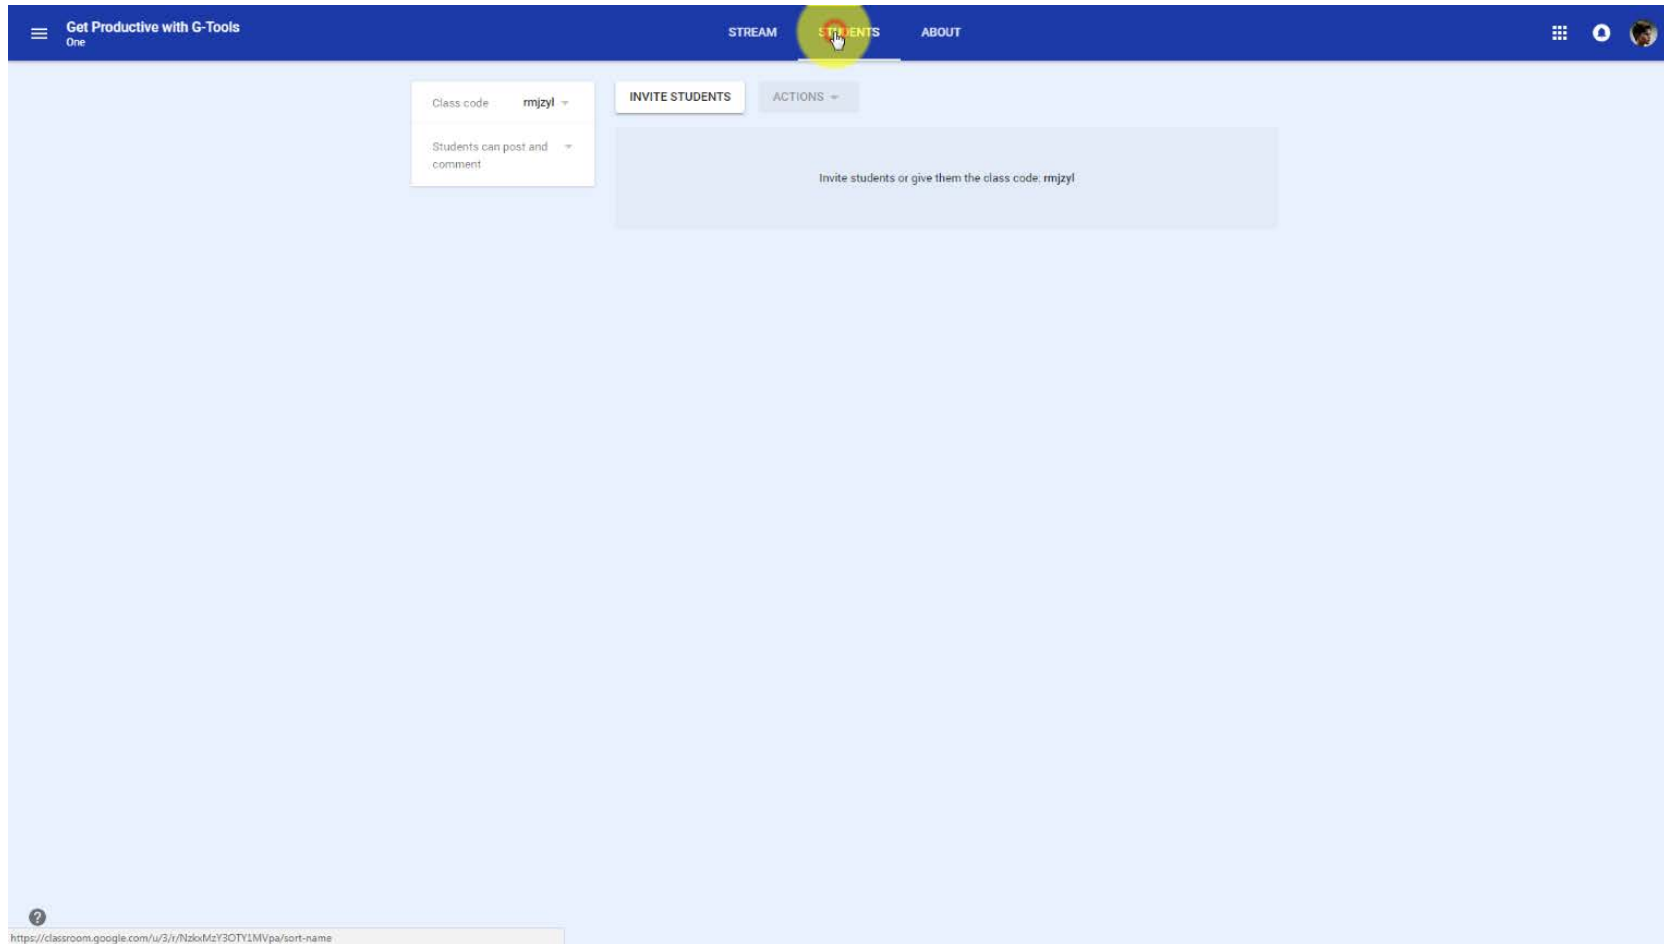 Get Productive with G-Tools
One
STREAM
STUDENTS
ABOUT
Class code rmjzyl
Students can post and
comment
INVITE STUDENTS
ACTIONS
Invite students or give them the class code: rmjzyl